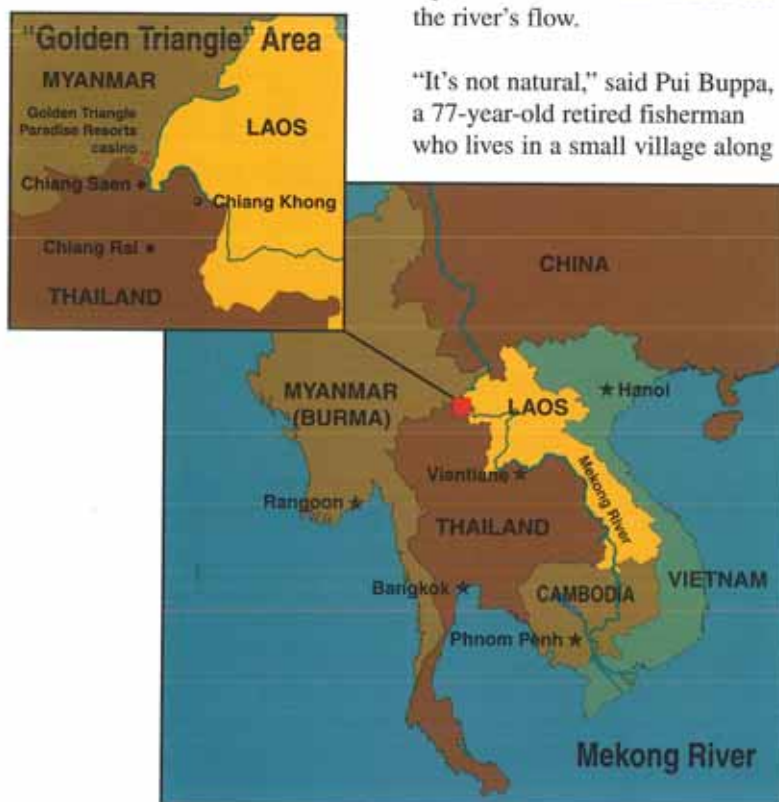 the river's flow.
"It's not natural," said Pui Buppa,
a 77-year-old retired fisherman
who lives in a small village along
"Golden Triangle" Area
MYANMAR
Golden Triangle
Paradise Resorts
casino
LAOS
Chiang Saen
Chiang Khong
Chiang Rai
THAILAND
CHINA
MYANMAR
(BURMA)
LAOS
Hanoi
Vientiane
Mekong River
Rangoon
THAILAND
Bangkok
CAMBODIA
VIETNAM
Phnom Penh
Mekong River